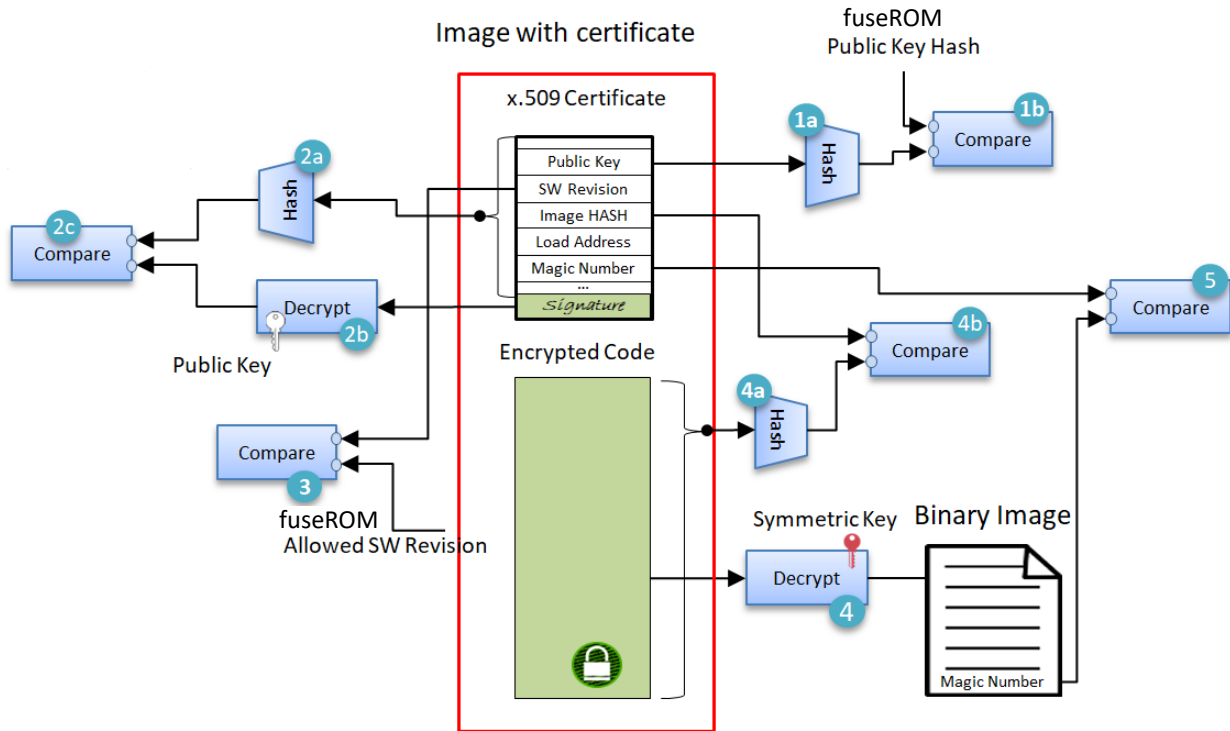 Image with certificate
fuseROM
Public Key Hash
x.509 Certificate
1a
Hash
1b
Compare
2a
Hash
Public Key
SW Revision
Image HASH
Load Address
Magic Number
...
Signature
2c
Compare
Decrypt
2b
Public Key
5
Compare
4b
Compare
Encrypted Code
4a
Hash
Compare
3
fuseROM
Allowed SW Revision
Symmetric Key
Decrypt
4
Binary Image
Magic Number